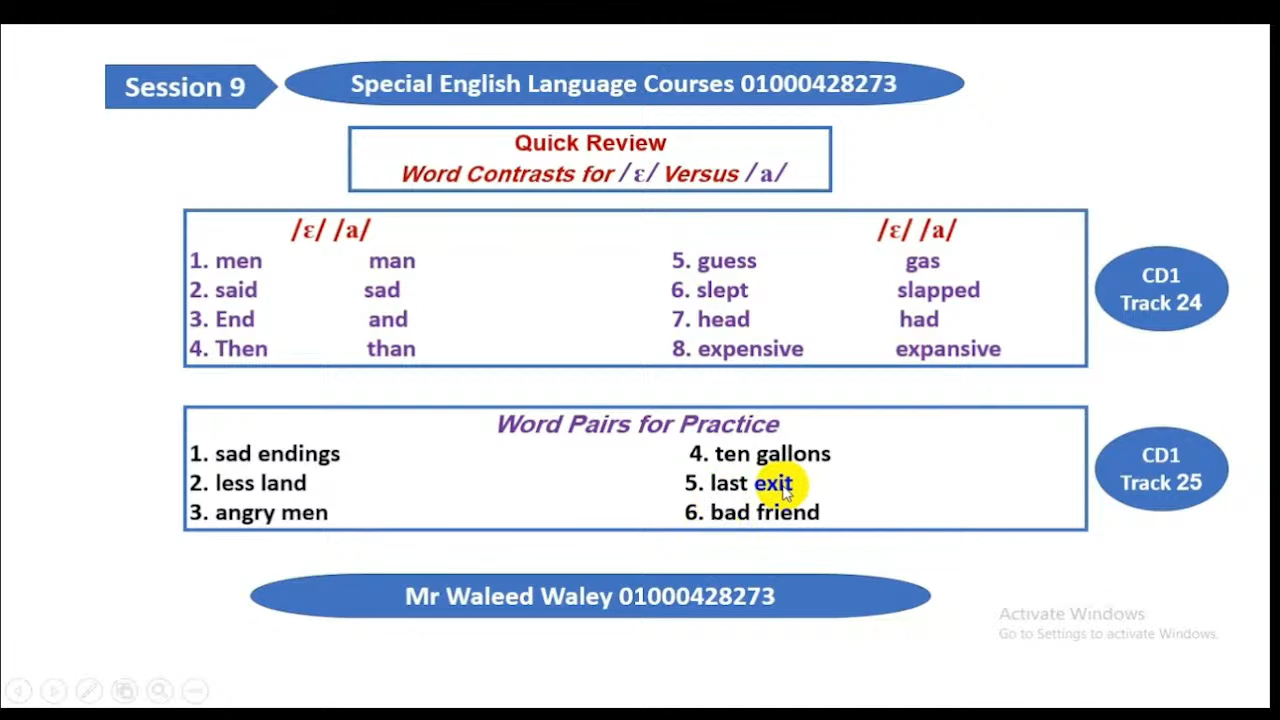 Session 9
Special English Language Courses 01000428273
Quick Review
Word Contrasts for /ɛ/ Versus /a/
/ɛ/ /a/ /ɛ/ /a/
1. men man 5. guess gas
2. said sad 6. slept slapped
3. End and 7. head had
4. Then than 8. expensive expansive
CD1
Track 24
Word Pairs for Practice
1. sad endings 4. ten gallons
2. less land 5. last exit
3. angry men 6. bad friend
CD1
Track 25
Mr Waleed Waley 01000428273
Activate Windows
Go to Settings to activate Windows.